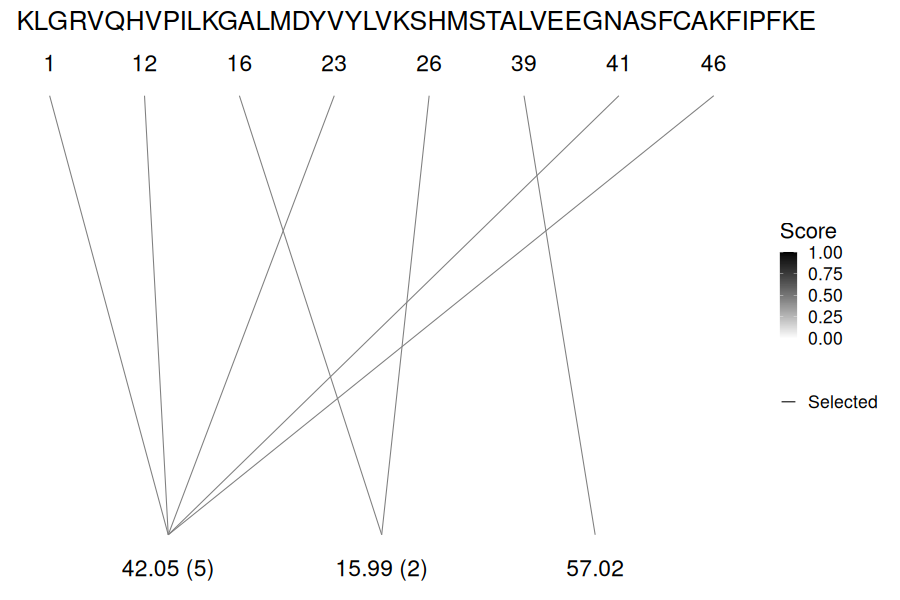 KLGRVQHVPILKGALMDYVYLVKSHMSTALVEEGNASFCAKFIPFKE
1 12 16 23 26 39 41 46
Score
1.00
0.75
0.50
0.25
0.00
Selected
42.05 (5) 15.99 (2) 57.02